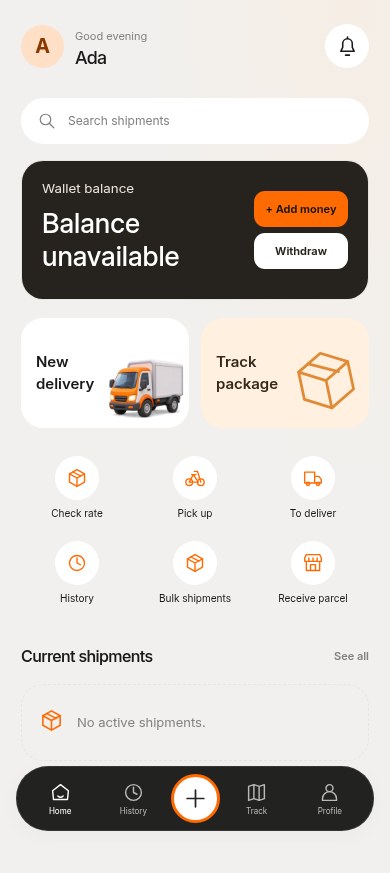 A
Good evening
Ada
Search shipments
Wallet balance
Balance
unavailable
+ Add money
Withdraw
New
delivery
Track
package
Check rate
Pick up
To deliver
History
Bulk shipments
Receive parcel
Current shipments
See all
No active shipments.
Home
History
Track
Profile